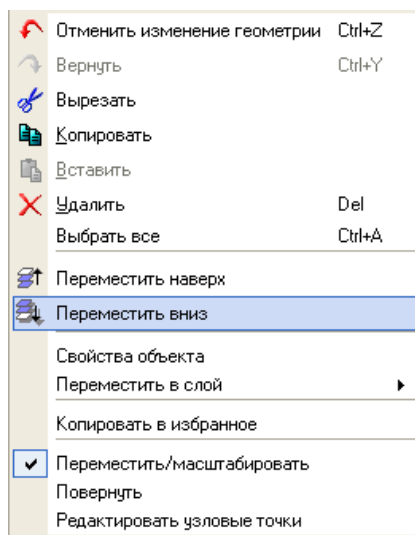 Отменить изменение геометрии Ctrl+Z
Вернуть Ctrl+Y
Вырезать
Копировать
Вставить
Удалить Del
Выбрать все Ctrl+A
Переместить наверх
Переместить вниз
Свойства объекта
Переместить в слой
Копировать в избранное
Переместить/масштабировать
Повернуть
Редактировать узловые точки